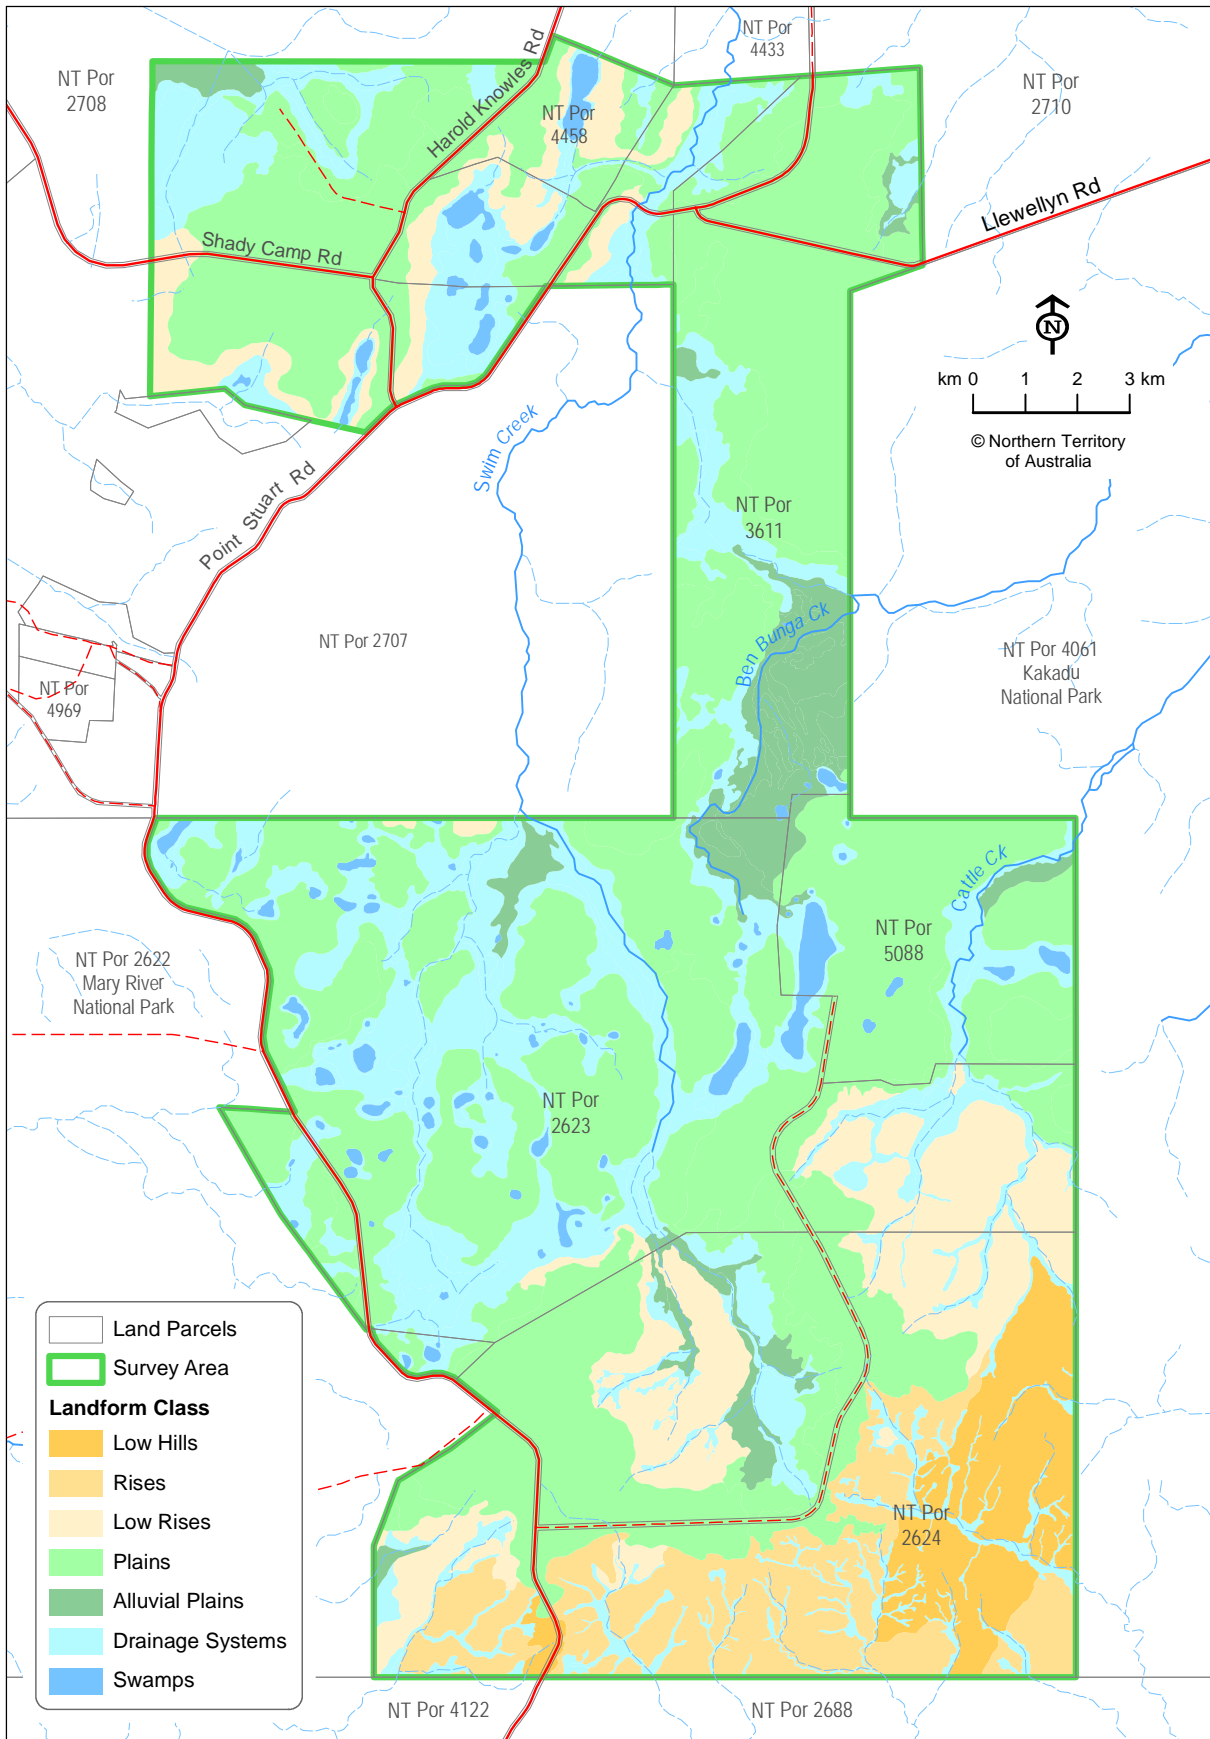 NT Por
4433
NT Por
2708
Harold Knowles Rd
NT Por
4458
NT Por
2710
Llewellyn Rd
Shady Camp Rd
N
km 0 1 2 3 km
© Northern Territory
of Australia
Swim Creek
Point Stuart Rd
NT Por
3611
Ben Bunga Ck
NT Por 2707
NT Por 4061
Kakadu
National Park
NT Por
4969
Cattle Ck
NT Por
5088
NT Por 2622
Mary River
National Park
NT Por
2623
Land Parcels
Survey Area
Landform Class
Low Hills
Rises
Low Rises
Plains
Alluvial Plains
Drainage Systems
Swamps
NT Por
2624
NT Por 4122
NT Por 2688